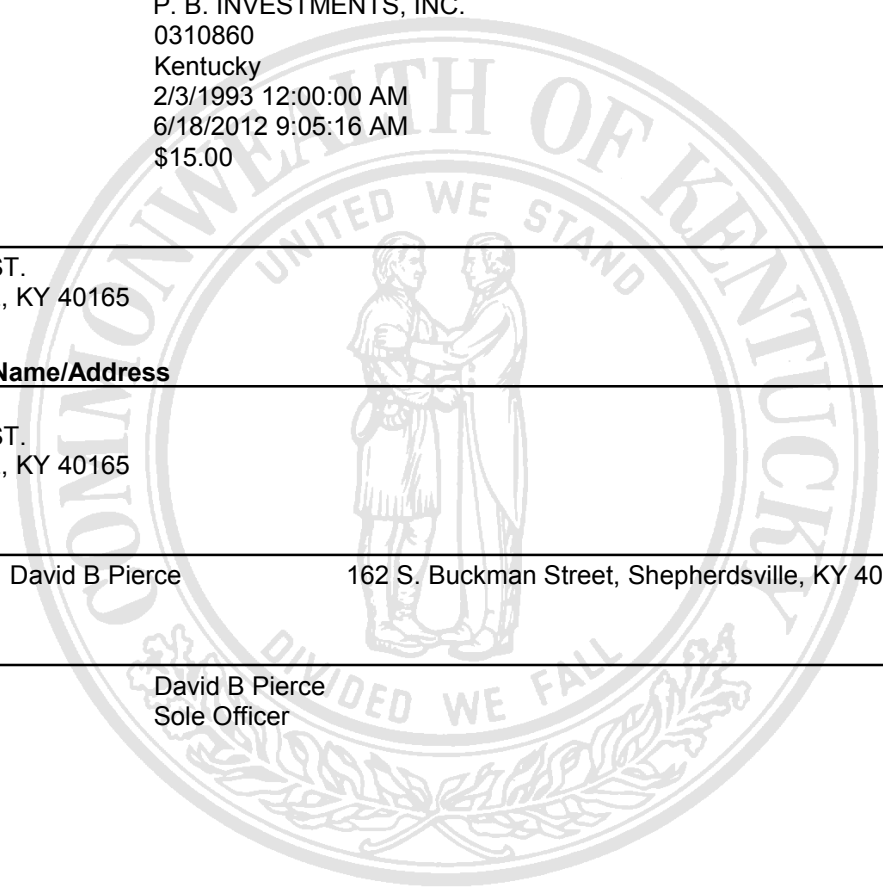 P. B. INVESTMENTS, INC.
0310860
Kentucky
2/3/1993 12:00:00 AM
6/18/2012 9:05:16 AM
$15.00
COMMONWEALTH OF KENTUCKY
UNITED WE STAND
ST.
, KY 40165
Name/Address
ST.
, KY 40165
David B Pierce 162 S. Buckman Street, Shepherdsville, KY 40
DIVIDED WE FALL
David B Pierce
Sole Officer